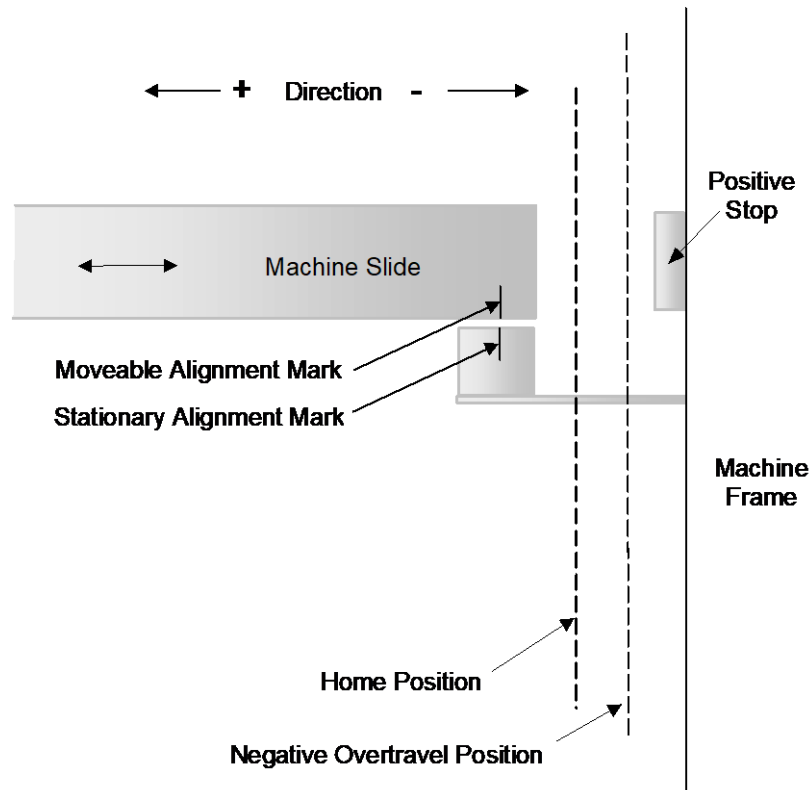 + Direction -
Positive
Stop
Machine Slide
Moveable Alignment Mark
Stationary Alignment Mark
Machine
Frame
Home Position
Negative Overtravel Position